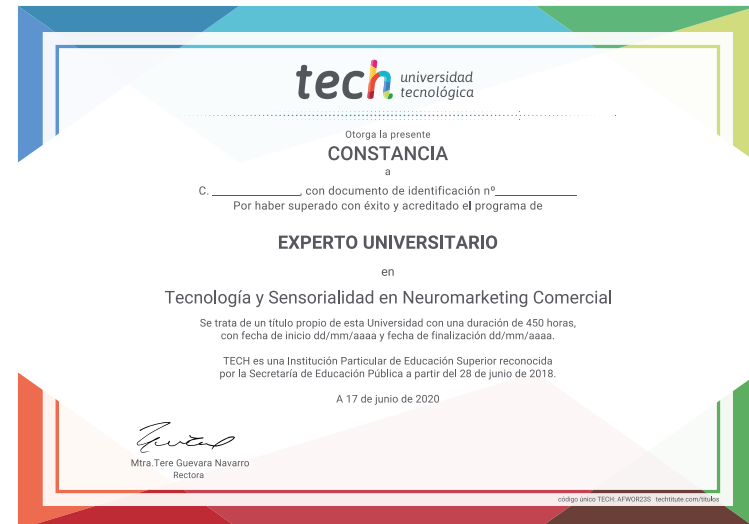 tech universidad
tecnológica
Otorga la presente
CONSTANCIA
a
C. ______________, con documento de identificación nº_____________
Por haber superado con éxito y acreditado el programa de
EXPERTO UNIVERSITARIO
en
Tecnología y Sensorialidad en Neuromarketing Comercial
Se trata de un título propio de esta Universidad con una duración de 450 horas,
con fecha de inicio dd/mm/aaaa y fecha de finalización dd/mm/aaaa.
TECH es una Institución Particular de Educación Superior reconocida
por la Secretaría de Educación Pública a partir del 28 de junio de 2018.
A 17 de junio de 2020
Mtra.Tere Guevara Navarro
Rectora
código único TECH: AFWOR23S techtitute.com/titulos